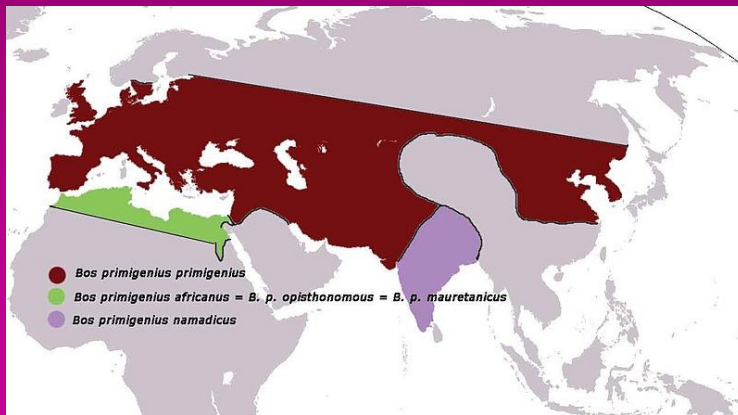 Bos primigenius primigenius
Bos primigenius africanus = B. p. opisthonomous = B. p. mauretanicus
Bos primigenius namadicus